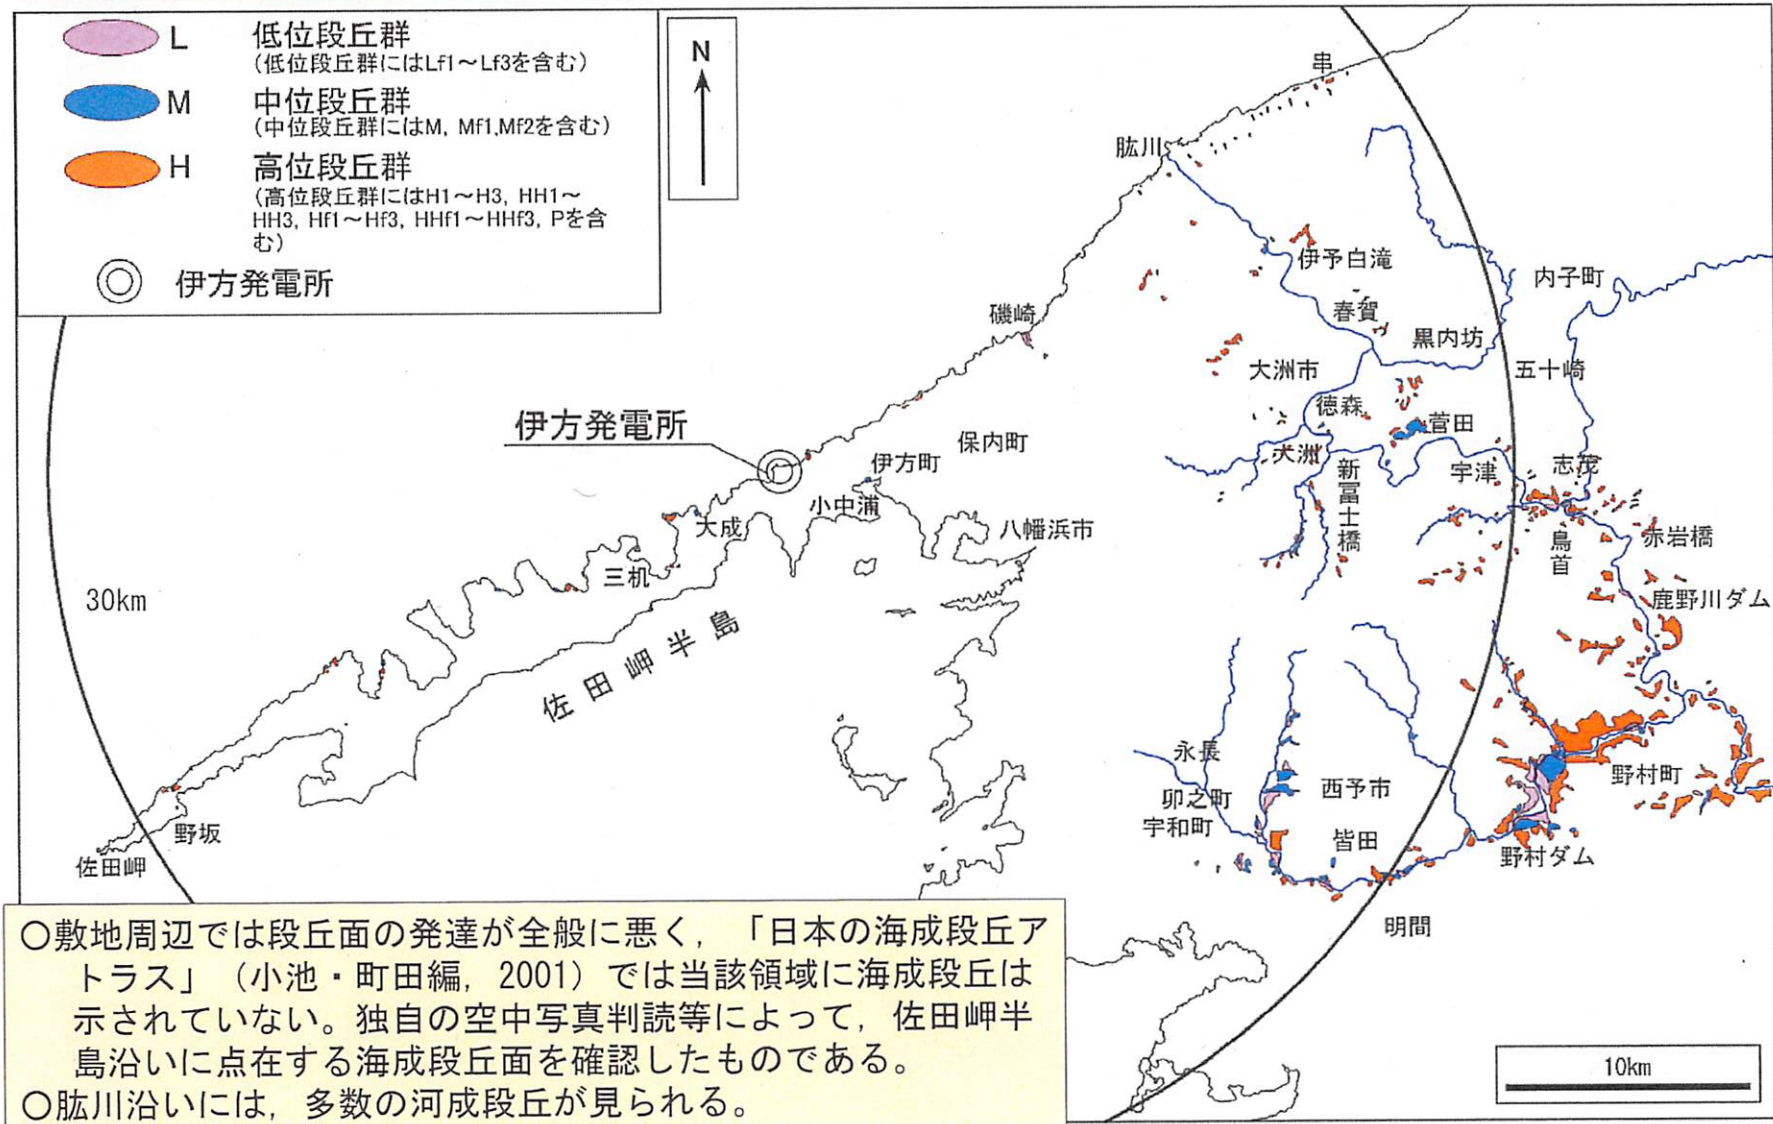 L 低位段丘群
(低位段丘群にはLf1～Lf3を含む)
M 中位段丘群
(中位段丘群にはM, Mf1,Mf2を含む)
H 高位段丘群
(高位段丘群にはH1～H3, HH1～
HH3, Hf1～Hf3, HHf1～HHf3, Pを含
む)
伊方発電所
N
串
肱川
伊予白滝
内子町
春賀
磯崎
黒内坊
大洲市
五十崎
徳森
伊方発電所
菅田
保内町
大洲
伊方町
宇津
志茂
新冨士橋
小中浦
大成
八幡浜市
鳥首
赤岩橋
三机
30km
鹿野川ダム
佐田岬半島
永長
野村町
西予市
卯之町
宇和町
野坂
皆田
野村ダム
佐田岬
明間
○敷地周辺では段丘面の発達が全般に悪く，「日本の海成段丘ア
トラス」（小池・町田編，2001）では当該領域に海成段丘は
示されていない。独自の空中写真判読等によって，佐田岬半
島沿いに点在する海成段丘面を確認したものである。
○肱川沿いには，多数の河成段丘が見られる。
10km